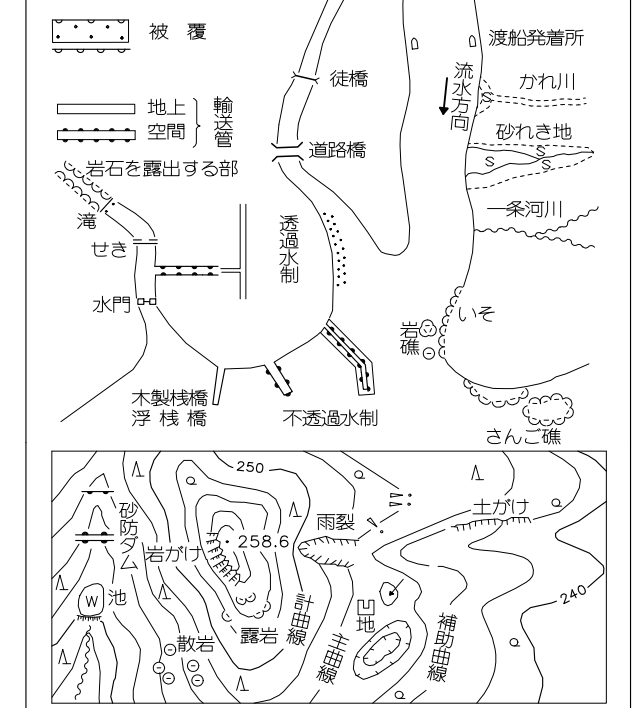 被覆
地上
空間
輸送管
岩石を露出する部
滝
せき
水門
木製桟橋
浮桟橋
不透過水制
透過水制
徒橋
道路橋
渡船発着所
流水方向
かれ川
砂れき地
S
S
S
S
一条河川
いそ
岩礁
さんご礁
250
砂防ダム
岩がけ
258.6
雨裂
土がけ
W
池
凹地
計曲線
主曲線
補助曲線
240
散岩
露岩